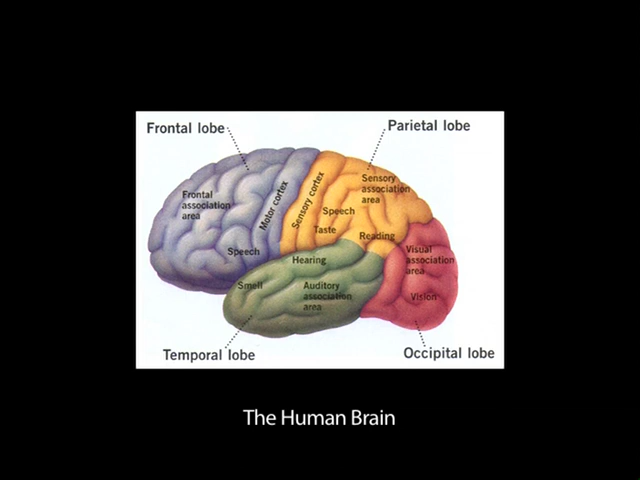 Frontal lobe
Parietal lobe
Frontal
association
area
Motor cortex
Sensory cortex
Sensory
association
area
Speech
Taste
Reading
Speech
Hearing
Visual
association
area
Smell
Auditory
association
area
Vision
Temporal lobe
Occipital lobe
The Human Brain